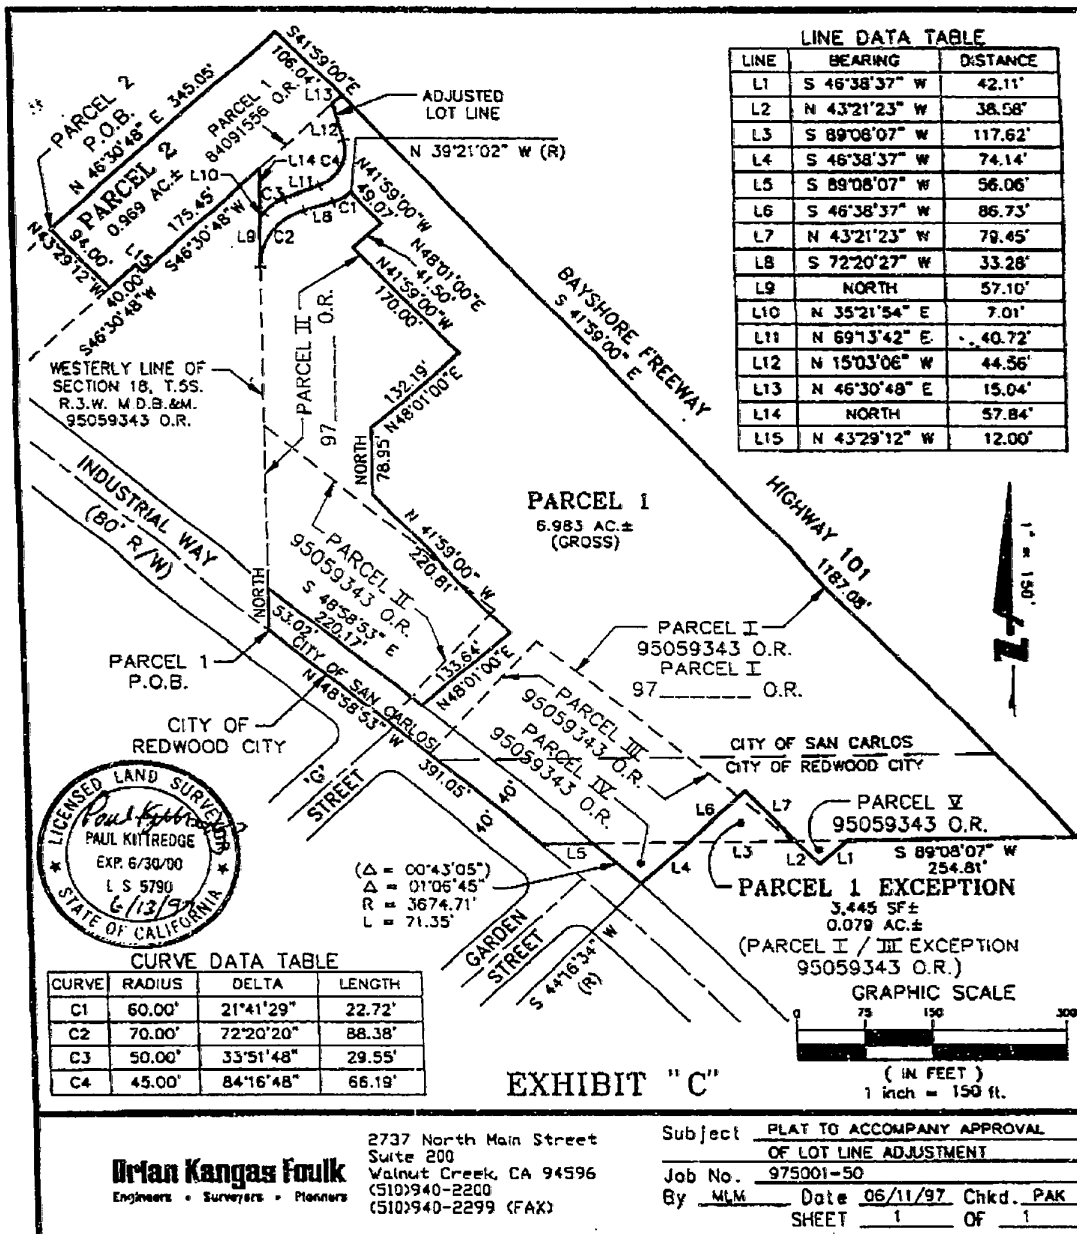 S41°59'00"E
106.04'
L13
ADJUSTED
LOT LINE
N 39°21'02" W (R)
PARCEL 2
P.O.B.
N 46°30'48" E 345.05'
PARCEL 1
84091556 O.R.
PARCEL 2
0.969 AC.±
175.45'
S46°30'48"W
L12
L14
C4
L10
L11
C3
L8
C1
L9
C2
N41°59'00"W
49.07'
N43°29'12"W
94.00'
L15
40.00'
S46°30'48"W
N48°01'00"E
41.50'
N41°59'00"W
170.00'
BAYSHORE FREEWAY
S 41°59'00" E
HIGHWAY 101
1187.08'
WESTERLY LINE OF
SECTION 18, T.5S.
R.3.W. M.D.B.&M.
95059343 O.R.
PARCEL II
97______ O.R.
132.19'
N48°01'00"E
NORTH
78.95'
N 41°59'00" W
220.81'
PARCEL 1
6.983 AC.±
(GROSS)
INDUSTRIAL WAY
(80' R/W)
PARCEL II
95059343 O.R.
S 48°58'53" E
220.17'
NORTH
53.02'
133.64'
N48°01'00"E
PARCEL 1
P.O.B.
CITY OF SAN CARLOS
N 48°58'53" W
391.05'
CITY OF
REDWOOD CITY
PARCEL I
95059343 O.R.
PARCEL I
97______ O.R.
PARCEL III
95059343 O.R.
PARCEL IV
95059343 O.R.
CITY OF SAN CARLOS
CITY OF REDWOOD CITY
'G'
STREET
40'
40'
L6
L7
L5
L4
L3
L2
L1
PARCEL V
95059343 O.R.
S 89°08'07" W
254.81'
PARCEL 1 EXCEPTION
3,445 SF±
0.079 AC.±
(PARCEL I / III EXCEPTION
95059343 O.R.)
(Δ = 00°43'05")
Δ = 01°06'45"
R = 3674.71'
L = 71.35'
GARDEN
STREET
S 44°16'34" W
(R)
1" = 150'
LINE DATA TABLE
LINE BEARING DISTANCE
L1 S 46°38'37" W 42.11'
L2 N 43°21'23" W 38.58'
L3 S 89°08'07" W 117.62'
L4 S 46°38'37" W 74.14'
L5 S 89°08'07" W 56.06'
L6 S 46°38'37" W 86.73'
L7 N 43°21'23" W 79.45'
L8 S 72°20'27" W 33.28'
L9 NORTH 57.10'
L10 N 35°21'54" E 7.01'
L11 N 69°13'42" E 40.72'
L12 N 15°03'06" W 44.56'
L13 N 46°30'48" E 15.04'
L14 NORTH 57.84'
L15 N 43°29'12" W 12.00'
LICENSED LAND SURVEYOR
Paul Kittredge
PAUL KITTREDGE
EXP. 6/30/00
L S 5790
6/13/97
STATE OF CALIFORNIA
CURVE DATA TABLE
CURVE RADIUS DELTA LENGTH
C1 60.00' 21°41'29" 22.72'
C2 70.00' 72°20'20" 88.38'
C3 50.00' 33°51'48" 29.55'
C4 45.00' 84°16'48" 66.19'
GRAPHIC SCALE
0 75 150 300
( IN FEET )
1 inch = 150 ft.
EXHIBIT "C"
Brian Kangas Foulk
Engineers • Surveyors • Planners
2737 North Main Street
Suite 200
Walnut Creek, CA 94596
(510)940-2200
(510)940-2299 (FAX)
Subject PLAT TO ACCOMPANY APPROVAL
OF LOT LINE ADJUSTMENT
Job No. 975001-50
By MLM Date 06/11/97 Chkd. PAK
SHEET 1 OF 1